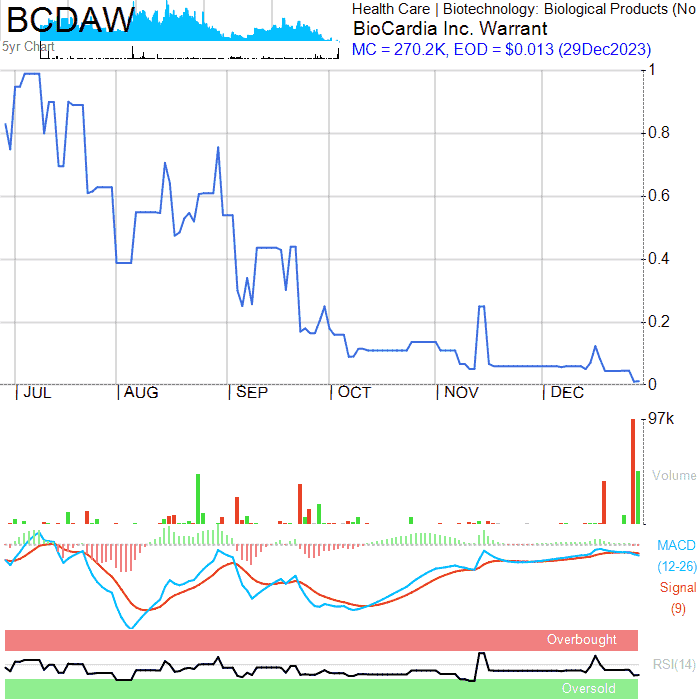 BCDAW
5yr Chart
Health Care | Biotechnology: Biological Products (No
BioCardia Inc. Warrant
MC = 270.2K, EOD = $0.013 (29Dec2023)
1
0.8
0.6
0.4
0.2
0
| JUL | AUG | SEP | OCT | NOV | DEC
97k
Volume
MACD
(12-26)
Signal
(9)
Overbought
RSI(14)
Oversold